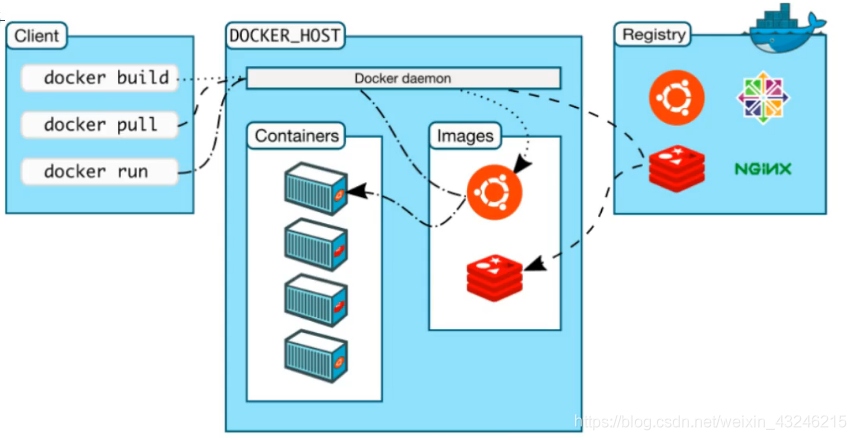 Client
docker build
docker pull
docker run
DOCKER_HOST
Docker daemon
Containers
Images
Registry
NGINX
https://blog.csdn.net/weixin_43246215